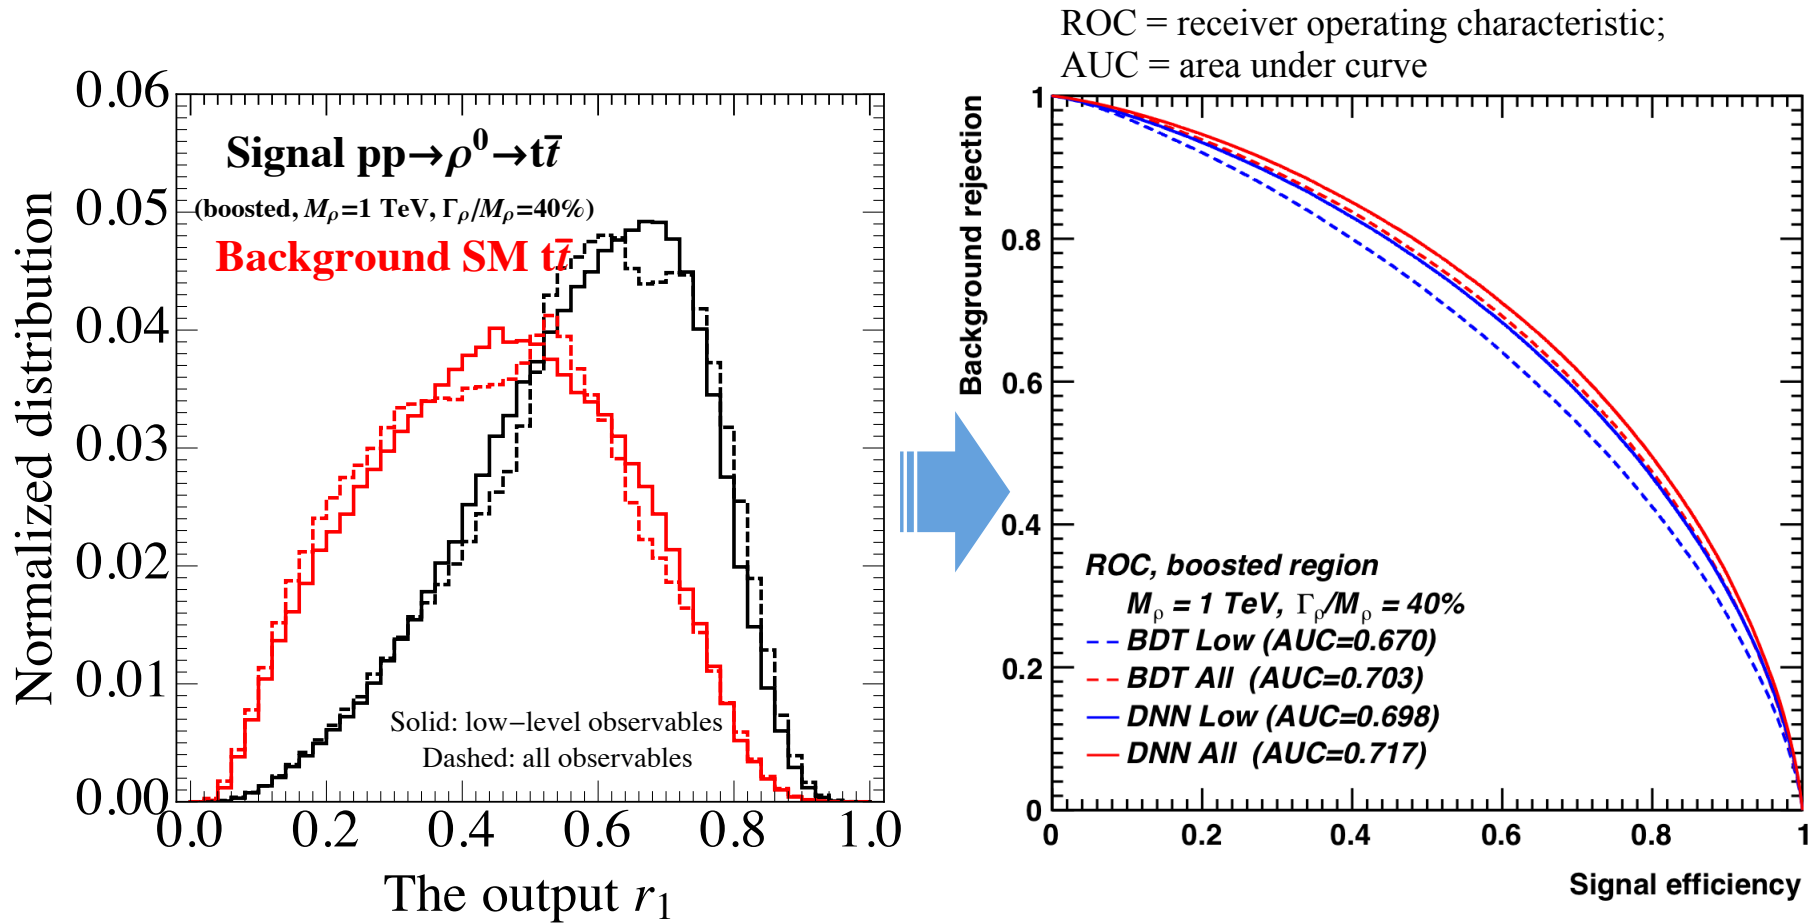 ROC = receiver operating characteristic;
AUC = area under curve
0.06
0.05
0.04
0.03
0.02
0.01
0.00
Normalized distribution
Signal pp→ρ⁰→tt̄
(boosted, Mρ=1 TeV, Γρ/Mρ=40%)
Background SM tt̄
Solid: low−level observables
Dashed: all observables
0.0 0.2 0.4 0.6 0.8 1.0
The output r₁
1
0.8
0.6
0.4
0.2
0
Background rejection
ROC, boosted region
Mρ = 1 TeV, Γρ/Mρ = 40%
BDT Low (AUC=0.670)
BDT All (AUC=0.703)
DNN Low (AUC=0.698)
DNN All (AUC=0.717)
0 0.2 0.4 0.6 0.8 1
Signal efficiency